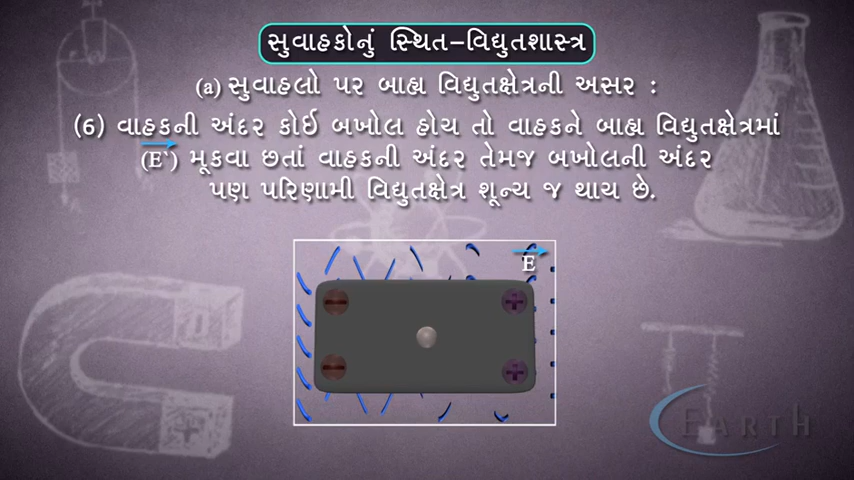 સુવાહકોનું સ્થિત-વિદ્યુતશાસ્ત્ર
(a) સુવાહલો પર બાહ્ય વિદ્યુતક્ષેત્રની અસર :
(6) વાહકની અંદર કોઈ બખોલ હોય તો વાહકને બાહ્ય વિદ્યુતક્ષેત્રમાં
(E`) મૂકવા છતાં વાહકની અંદર તેમજ બખોલની અંદર
પણ પરિણામી વિદ્યુતક્ષેત્ર શૂન્ય જ થાય છે.
E
EARTH